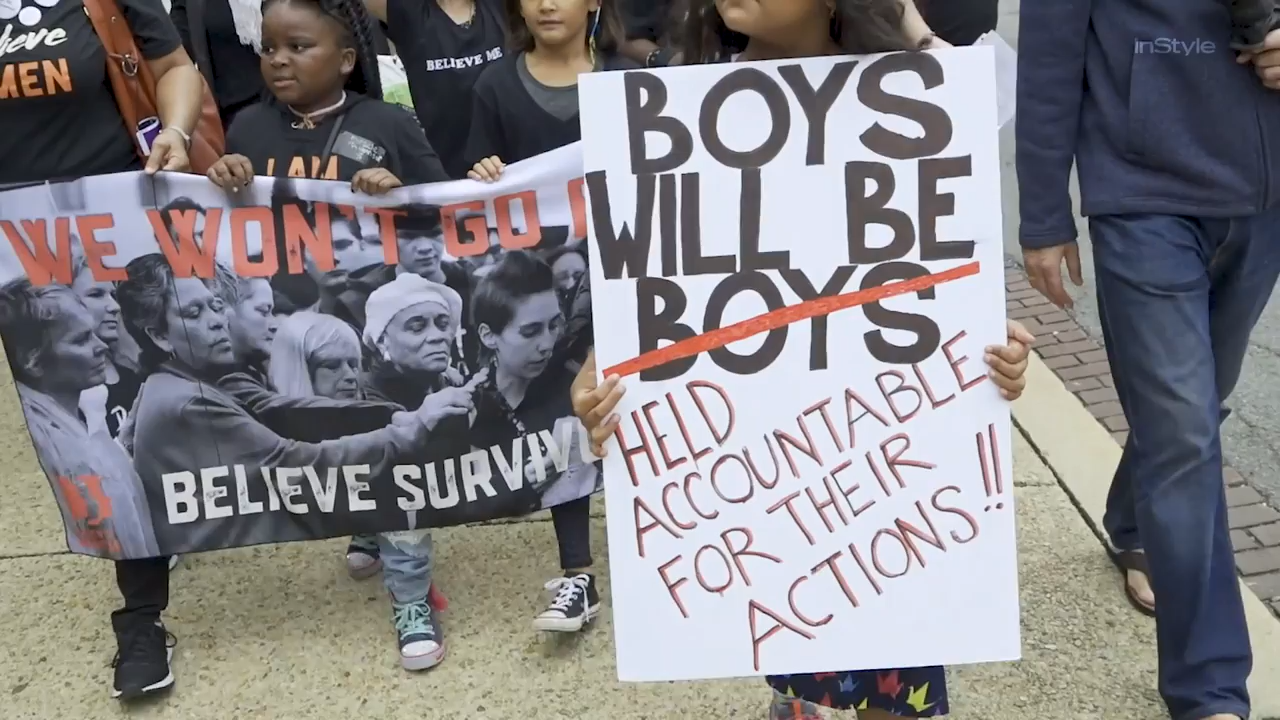 inStyle
eve
MEN
BELIEVE ME
I AM
WE WON'T GO
BELIEVE SURVIV
BOYS
WILL BE
BOYS
HELD
ACCOUNTABLE
FOR THEIR
ACTIONS!!